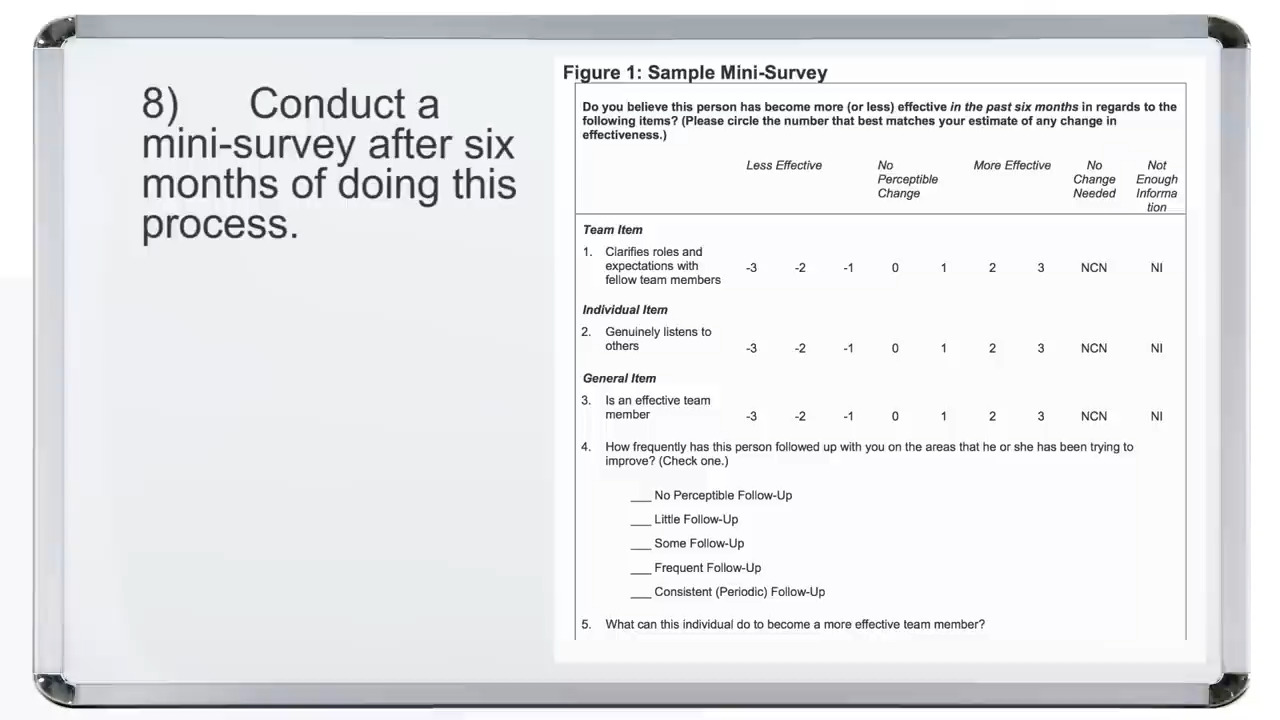 8) Conduct a
mini-survey after six
months of doing this
process.
Figure 1: Sample Mini-Survey
Do you believe this person has become more (or less) effective in the past six months in regards to the
following items? (Please circle the number that best matches your estimate of any change in
effectiveness.)
Less Effective No Perceptible Change More Effective No Change Needed Not Enough Informa tion
Team Item
1. Clarifies roles and
expectations with
fellow team members
-3 -2 -1 0 1 2 3 NCN NI
Individual Item
2. Genuinely listens to
others
-3 -2 -1 0 1 2 3 NCN NI
General Item
3. Is an effective team
member
-3 -2 -1 0 1 2 3 NCN NI
4. How frequently has this person followed up with you on the areas that he or she has been trying to
improve? (Check one.)
___ No Perceptible Follow-Up
___ Little Follow-Up
___ Some Follow-Up
___ Frequent Follow-Up
___ Consistent (Periodic) Follow-Up
5. What can this individual do to become a more effective team member?